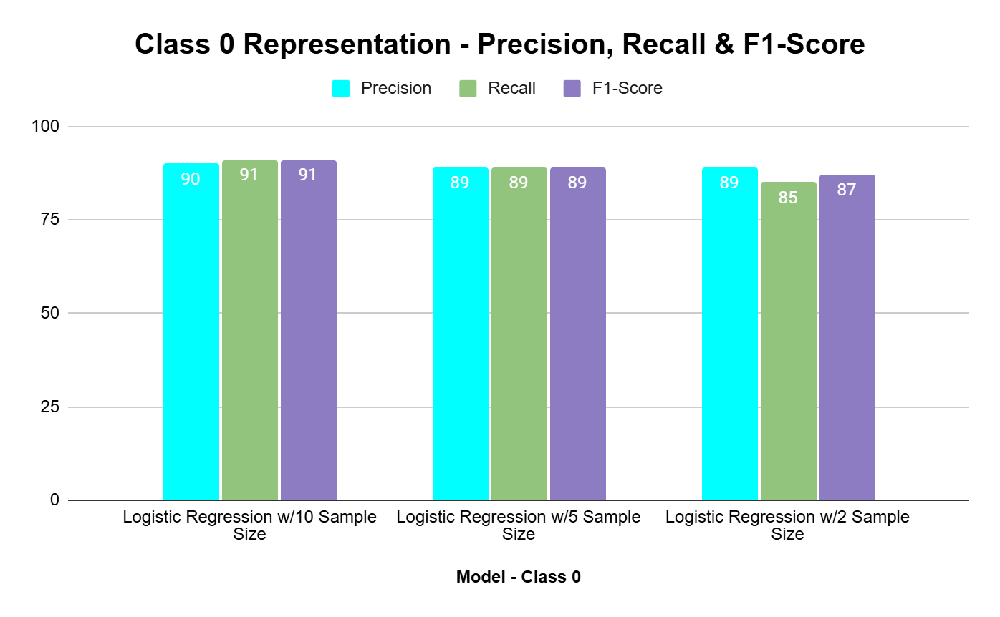 Class 0 Representation - Precision, Recall & F1-Score
Precision Recall F1-Score
100
75
50
25
0
90 91 91 89 89 89 89 85 87
Logistic Regression w/10 Sample Size
Logistic Regression w/5 Sample Size
Logistic Regression w/2 Sample Size
Model - Class 0